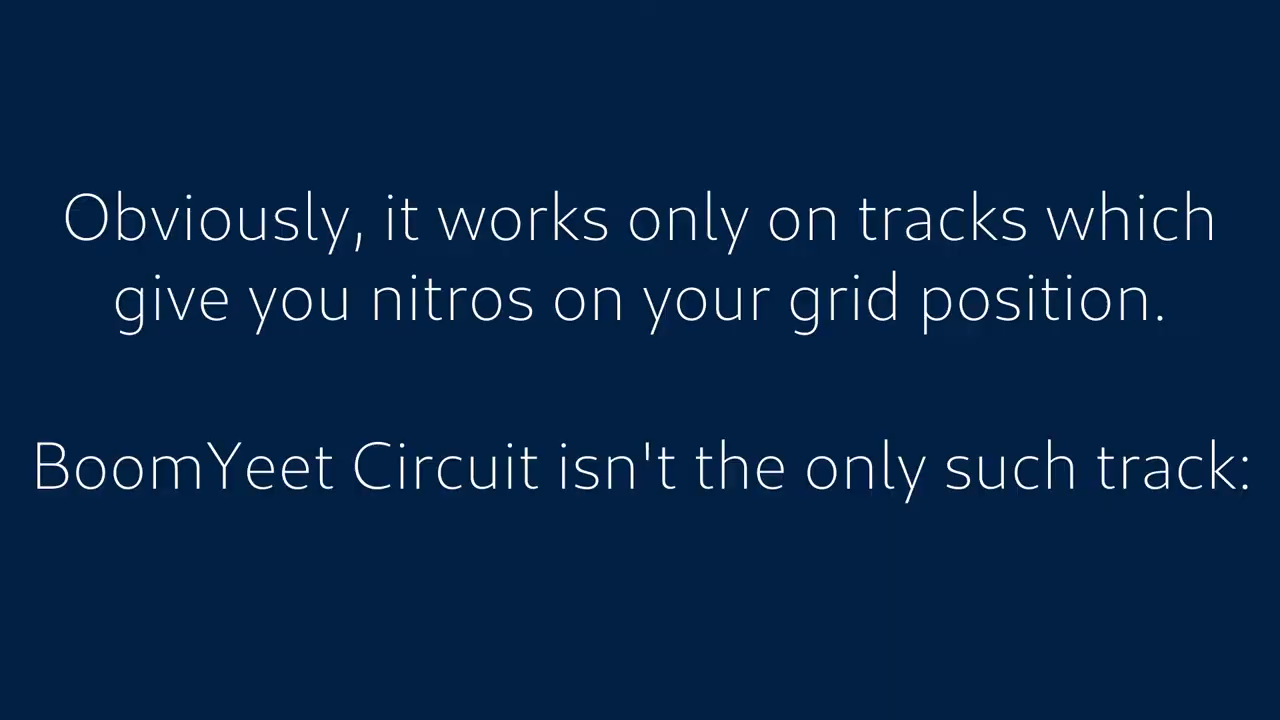 Obviously, it works only on tracks which
give you nitros on your grid position.
BoomYeet Circuit isn't the only such track: